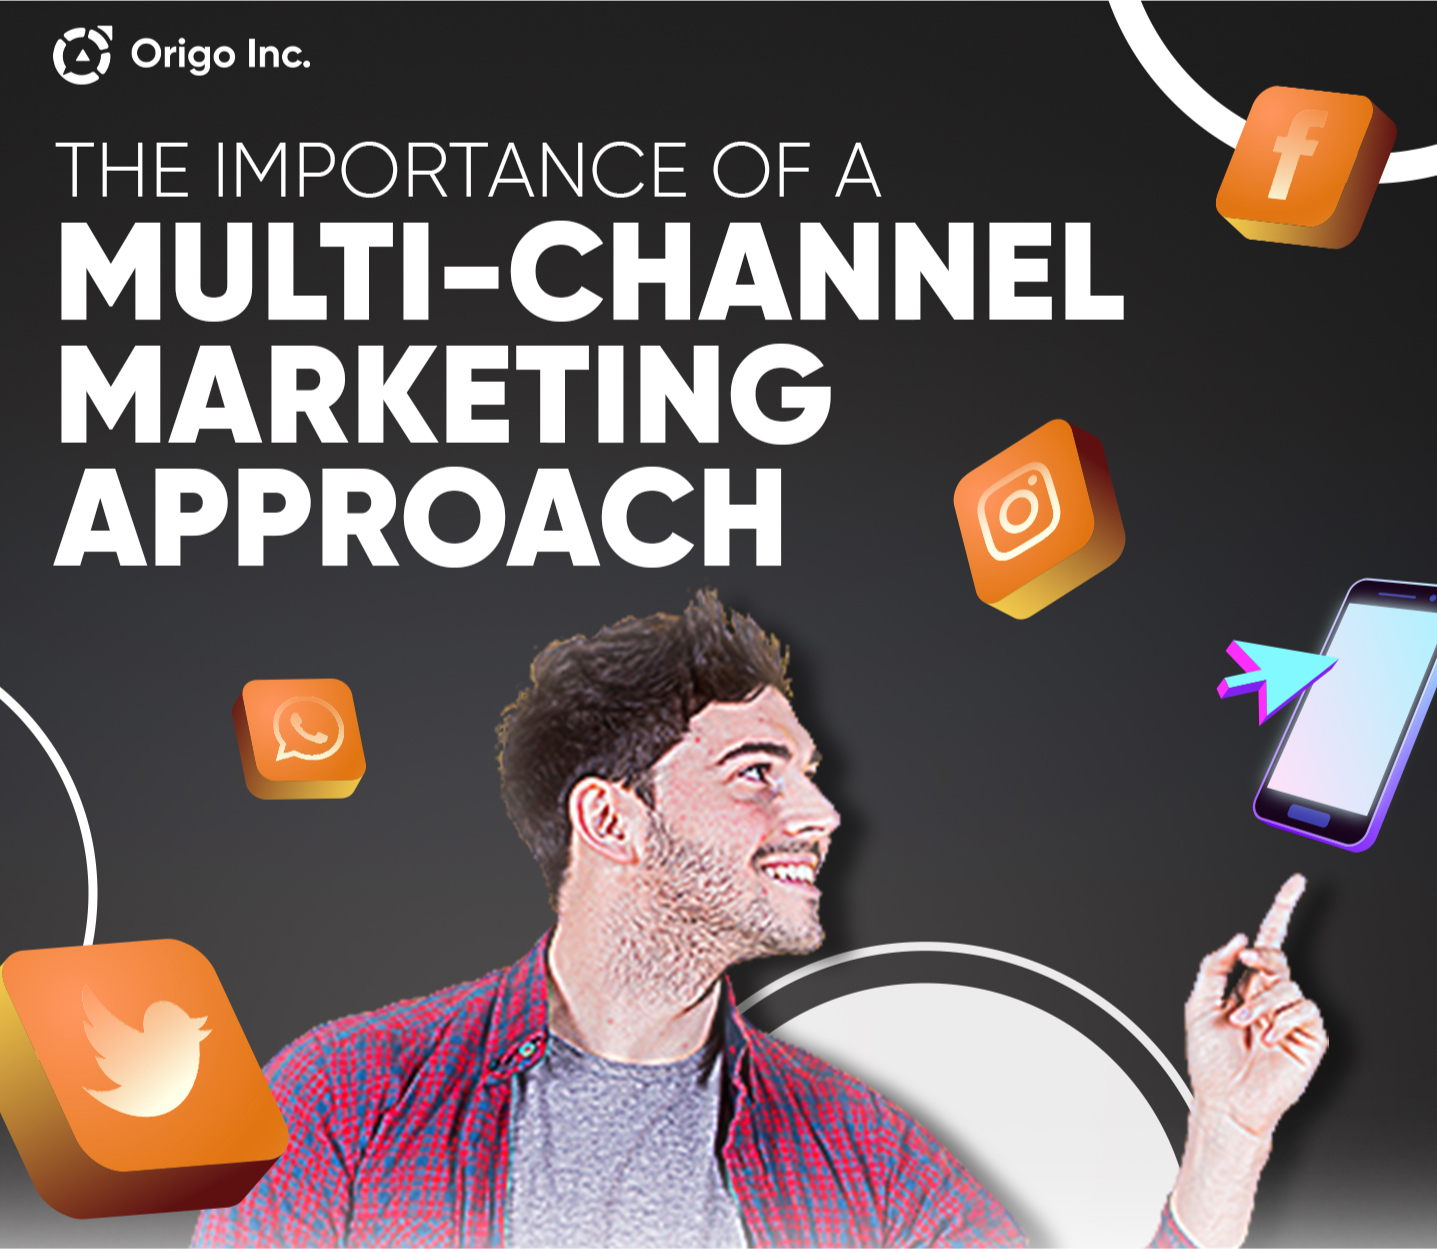 Origo Inc.
THE IMPORTANCE OF A
MULTI-CHANNEL
MARKETING
APPROACH